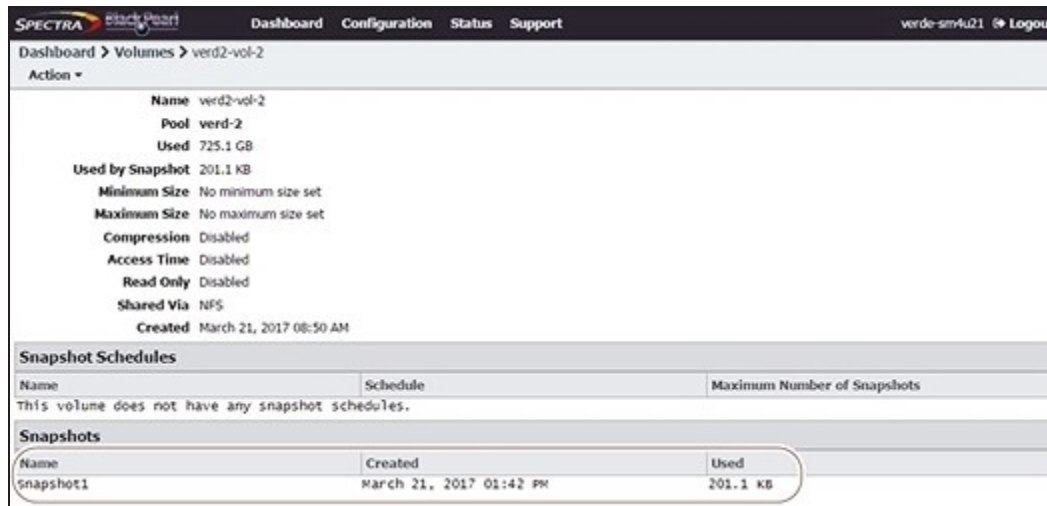 SPECTRA BlackPearl Dashboard Configuration Status Support verde-sm4u21 Logou
Dashboard > Volumes > verd2-vol-2
Action
Name verd2-vol-2
Pool verd-2
Used 725.1 GB
Used by Snapshot 201.1 KB
Minimum Size No minimum size set
Maximum Size No maximum size set
Compression Disabled
Access Time Disabled
Read Only Disabled
Shared Via NFS
Created March 21, 2017 08:50 AM
Snapshot Schedules
Name Schedule Maximum Number of Snapshots
This volume does not have any snapshot schedules.
Snapshots
Name Created Used
Snapshot1 March 21, 2017 01:42 PM 201.1 KB